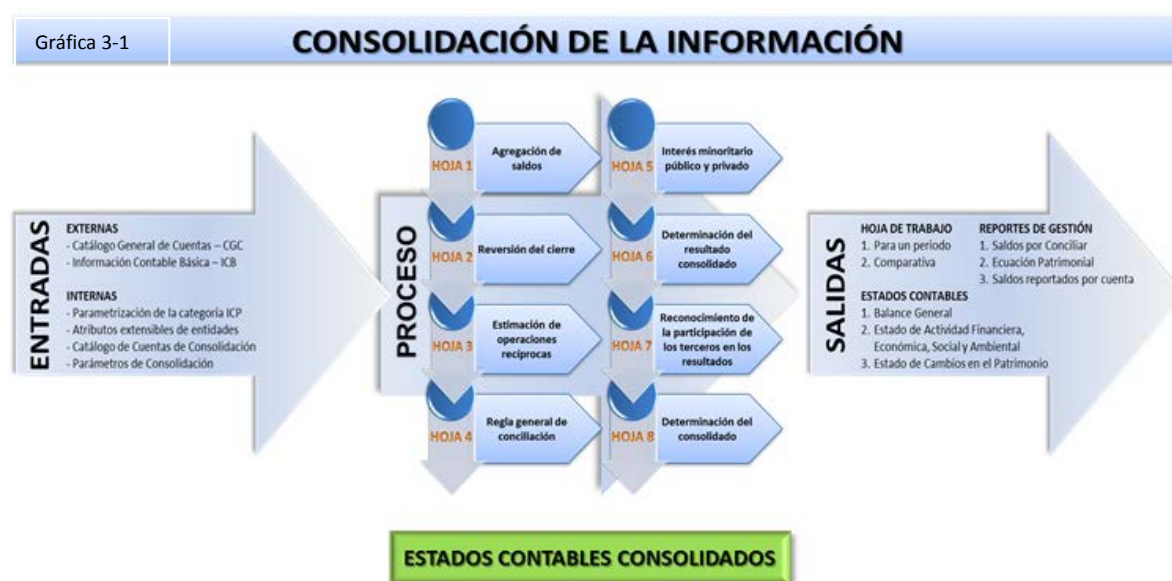 Gráfica 3-1
CONSOLIDACIÓN DE LA INFORMACIÓN
ENTRADAS
EXTERNAS
- Catálogo General de Cuentas – CGC
- Información Contable Básica – ICB
INTERNAS
- Parametrización de la categoría ICP
- Atributos extensibles de entidades
- Catálogo de Cuentas de Consolidación
- Parámetros de Consolidación
PROCESO
HOJA 1
Agregación de
saldos
HOJA 2
Reversión del cierre
HOJA 3
Estimación de
operaciones
recíprocas
HOJA 4
Regla general de
conciliación
HOJA 5
Interés minoritario
público y privado
HOJA 6
Determinación del
resultado
consolidado
HOJA 7
Reconocimiento de
la participación de
los terceros en los
resultados
HOJA 8
Determinación del
consolidado
SALIDAS
HOJA DE TRABAJO
1. Para un periodo
2. Comparativa
REPORTES DE GESTIÓN
1. Saldos por Conciliar
2. Ecuación Patrimonial
3. Saldos reportados por cuenta
ESTADOS CONTABLES
1. Balance General
2. Estado de Actividad Financiera,
Económica, Social y Ambiental
3. Estado de Cambios en el Patrimonio
ESTADOS CONTABLES CONSOLIDADOS